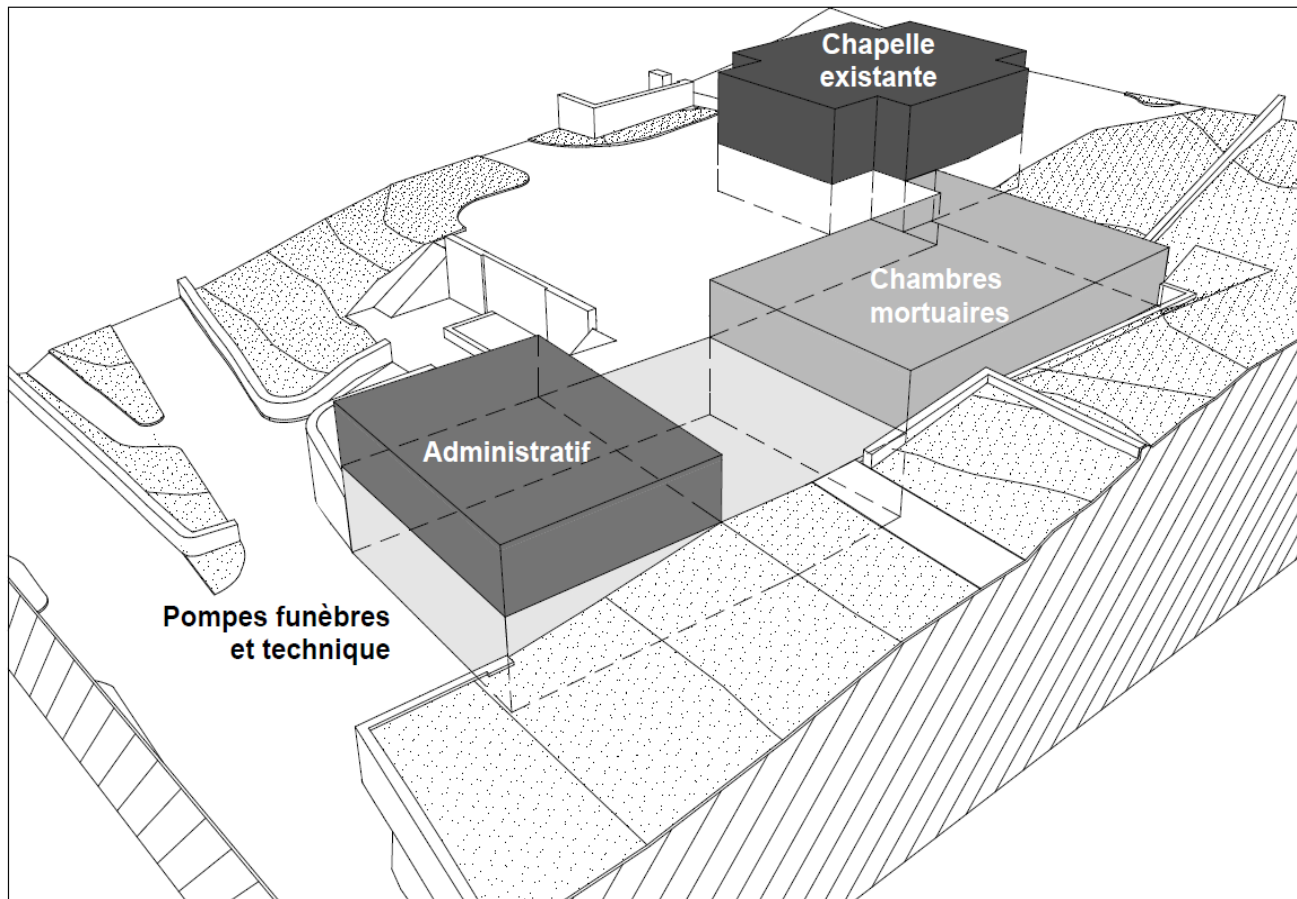 Chapelle
existante
Chambres
mortuaires
Administratif
Pompes funèbres
et technique